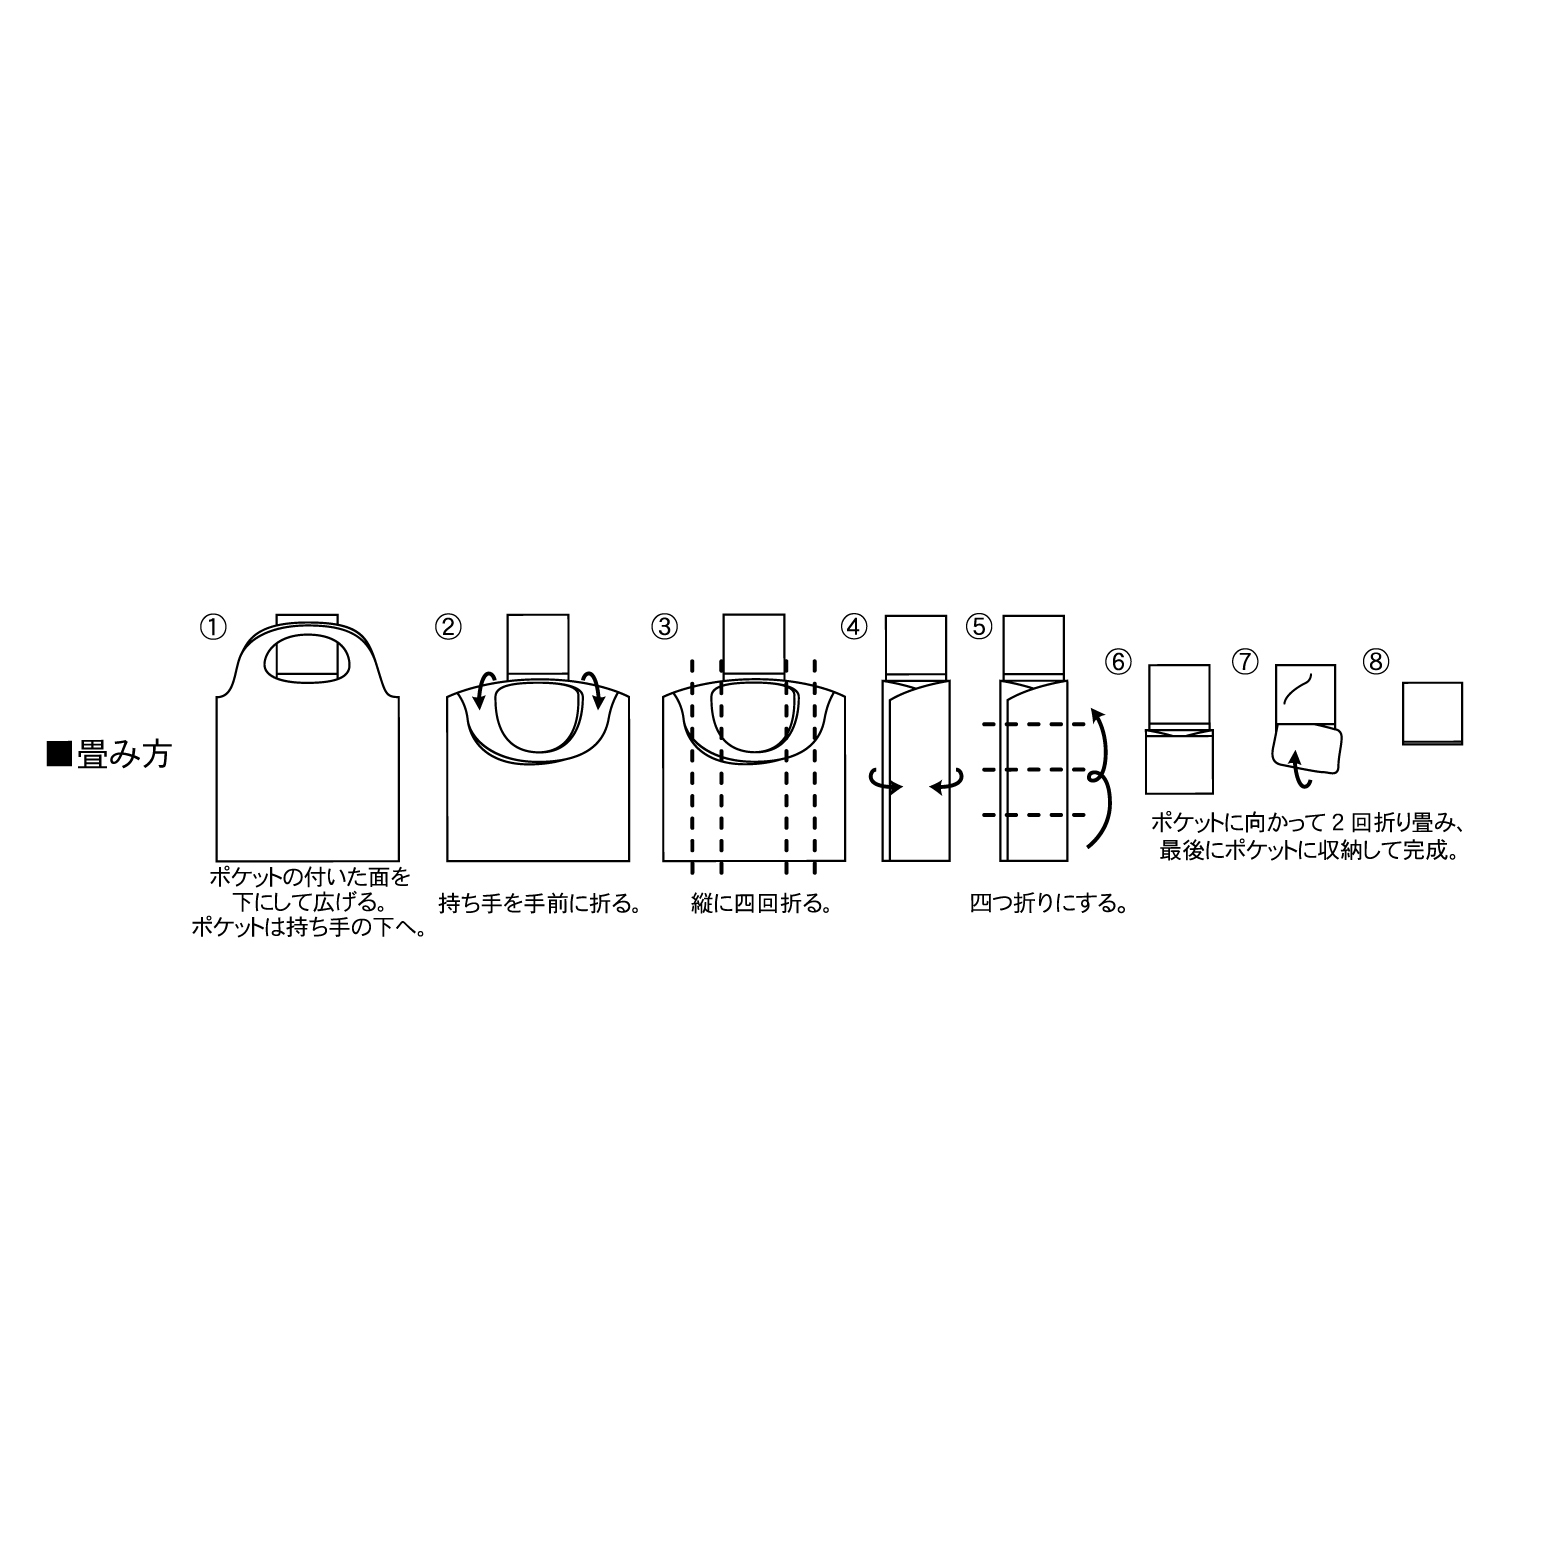 ■畳み方
①
ポケットの付いた面を
下にして広げる。
ポケットは持ち手の下へ。
②
持ち手を手前に折る。
③
縦に四回折る。
④
⑤
四つ折りにする。
⑥
⑦
⑧
ポケットに向かって2回折り畳み、
最後にポケットに収納して完成。